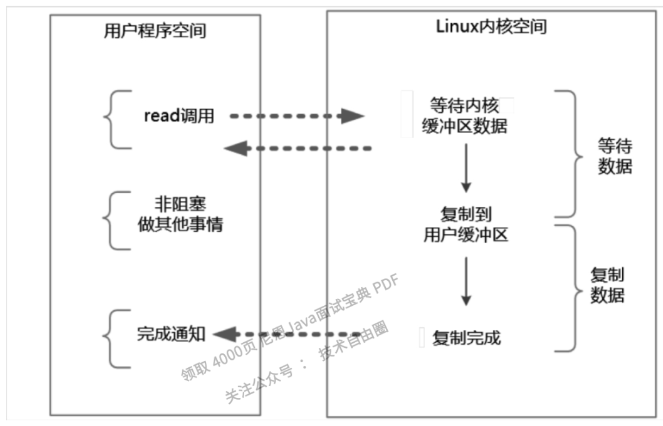 用户程序空间
Linux内核空间
read调用
等待内核
缓冲区数据
等待
数据
非阻塞
做其他事情
复制到
用户缓冲区
复制
数据
完成通知
复制完成
领取 4000页 尼恩 Java面试宝典 PDF
关注公众号 ： 技术自由圈